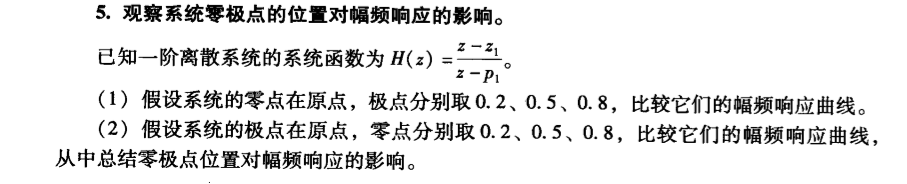 5. 观察系统零极点的位置对幅频响应的影响。
已知一阶离散系统的系统函数为 H(z) = (z - z₁)/(z - p₁)。
(1) 假设系统的零点在原点，极点分别取 0.2、0.5、0.8，比较它们的幅频响应曲线。
(2) 假设系统的极点在原点，零点分别取 0.2、0.5、0.8，比较它们的幅频响应曲线，
从中总结零极点位置对幅频响应的影响。